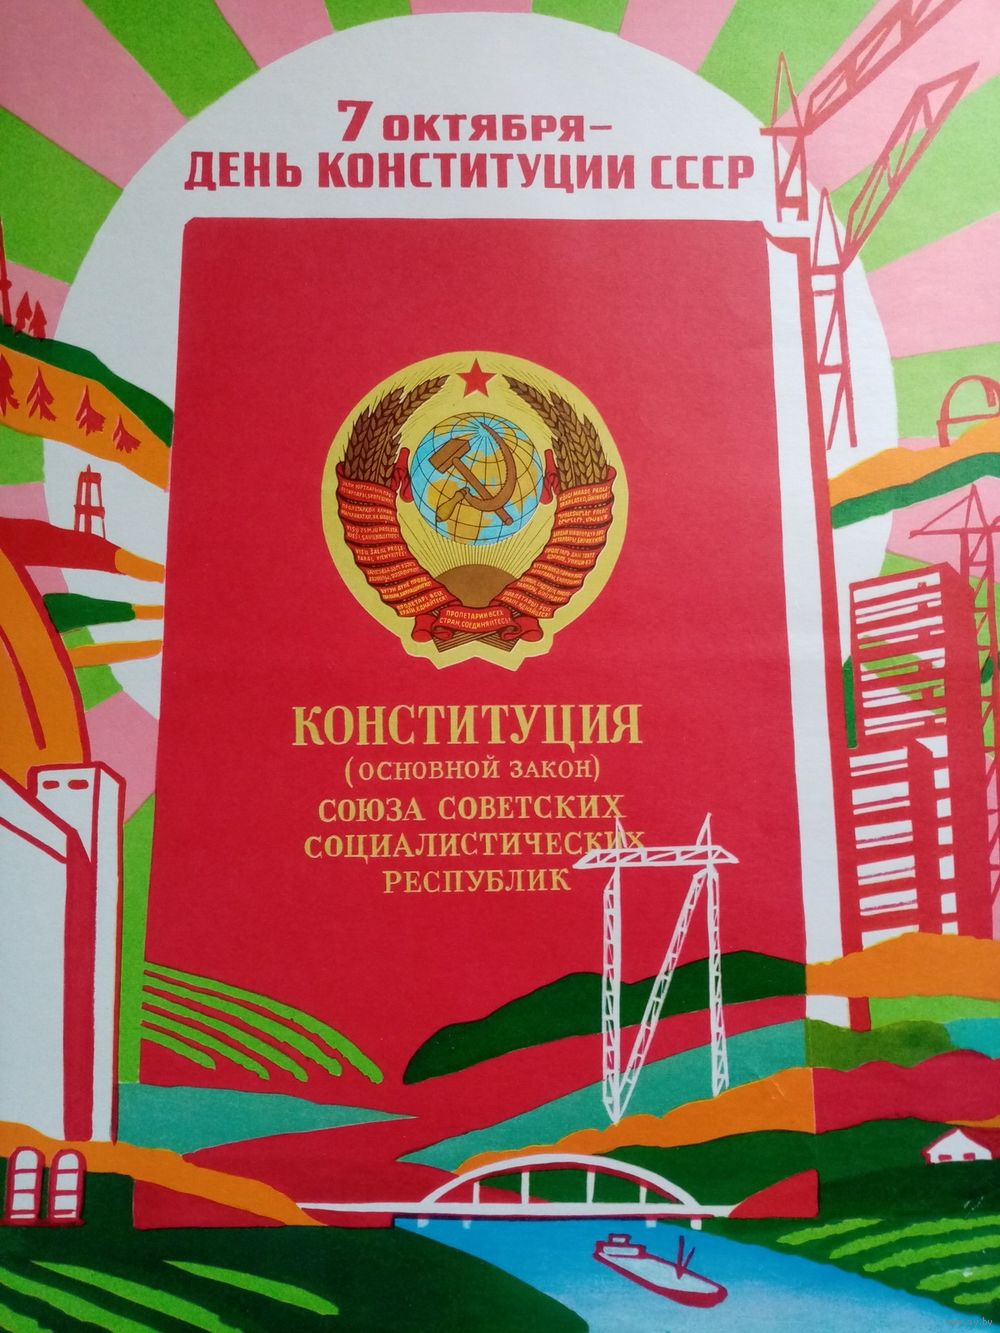 7 ОКТЯБРЯ–
ДЕНЬ КОНСТИТУЦИИ СССР
ПРОЛЕТАРИИ ВСЕХ
СТРАН, СОЕДИНЯЙТЕСЬ!
КОНСТИТУЦИЯ
(ОСНОВНОЙ ЗАКОН)
СОЮЗА СОВЕТСКИХ
СОЦИАЛИСТИЧЕСКИХ
РЕСПУБЛИК